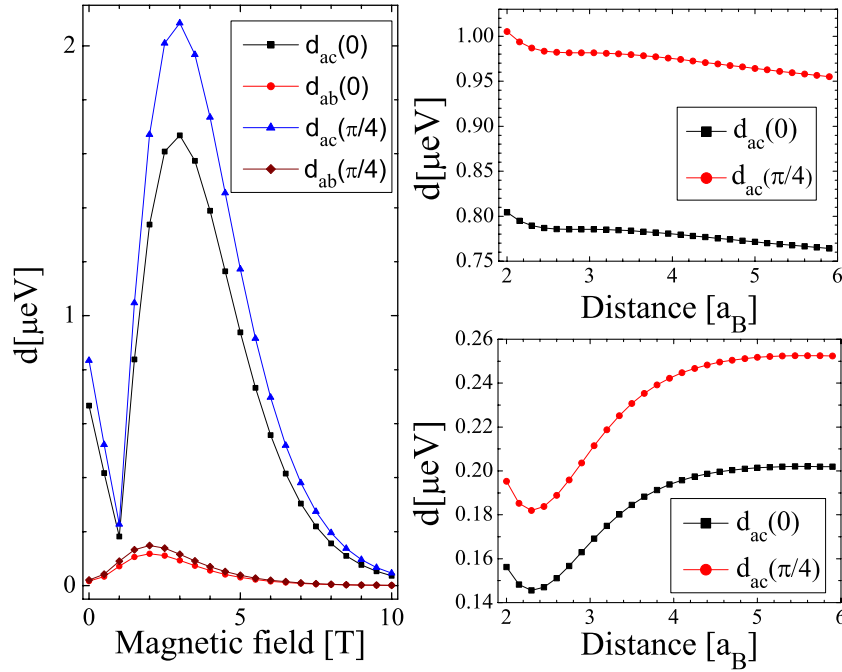 d[μeV]
2
1
0
0
5
10
Magnetic field [T]
d_ac(0)
d_ab(0)
d_ac(π/4)
d_ab(π/4)
d[μeV]
1.00
0.95
0.90
0.85
0.80
0.75
2
3
4
5
6
Distance [a_B]
d_ac(0)
d_ac(π/4)
d[μeV]
0.26
0.24
0.22
0.20
0.18
0.16
0.14
2
3
4
5
6
Distance [a_B]
d_ac(0)
d_ac(π/4)